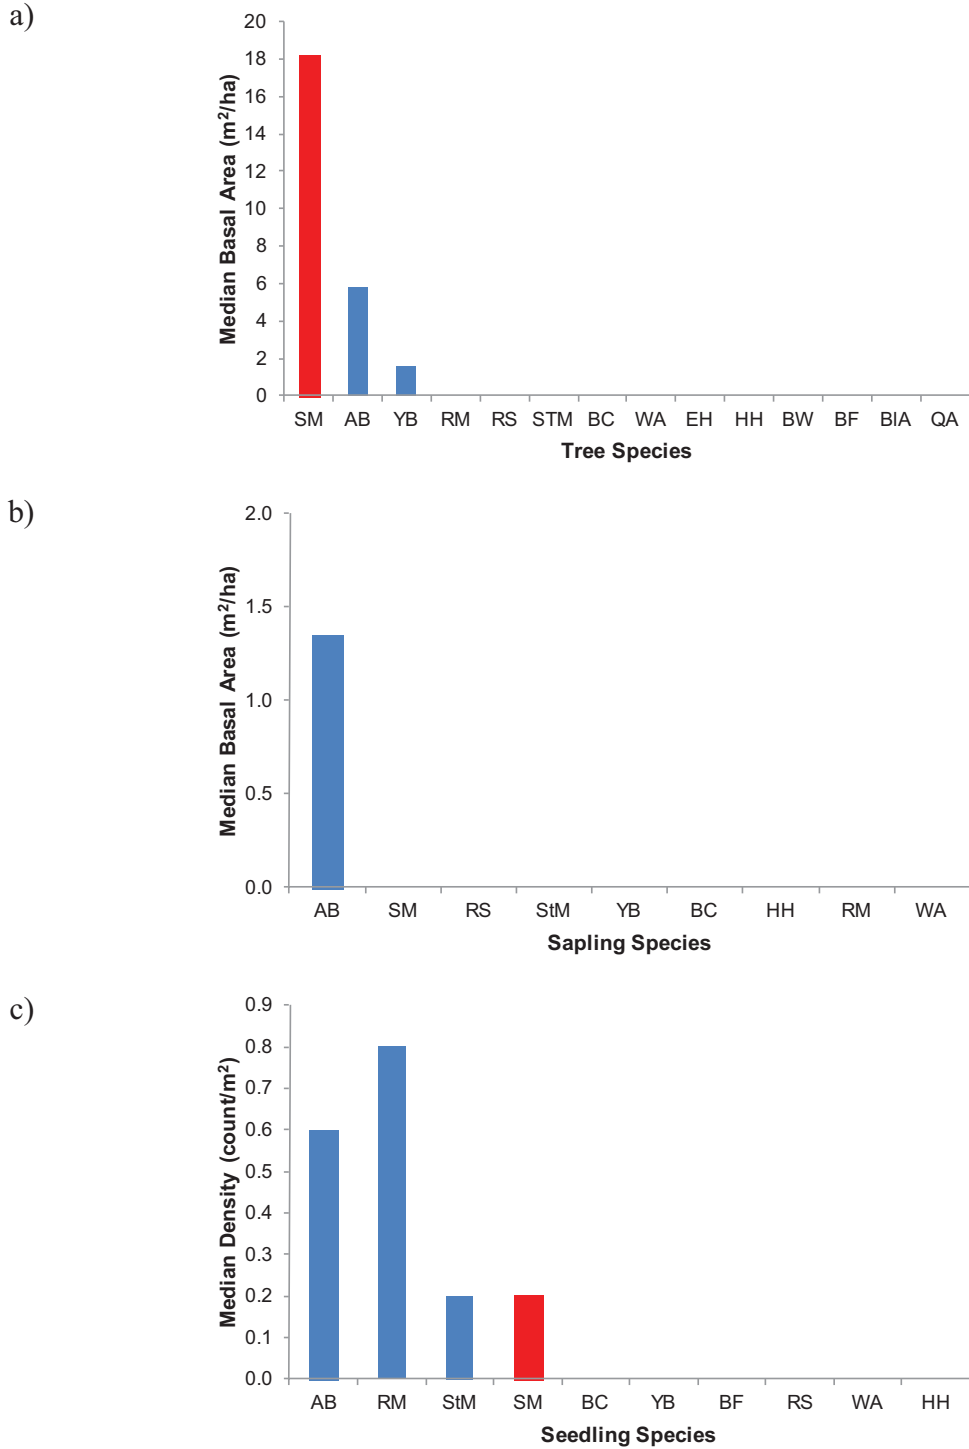 a)
Median Basal Area (m²/ha)
20
18
16
14
12
10
8
6
4
2
0
SM AB YB RM RS STM BC WA EH HH BW BF BIA QA
Tree Species
b)
Median Basal Area (m²/ha)
2.0
1.5
1.0
0.5
0.0
AB SM RS StM YB BC HH RM WA
Sapling Species
c)
Median Density (count/m²)
0.9
0.8
0.7
0.6
0.5
0.4
0.3
0.2
0.1
0.0
AB RM StM SM BC YB BF RS WA HH
Seedling Species